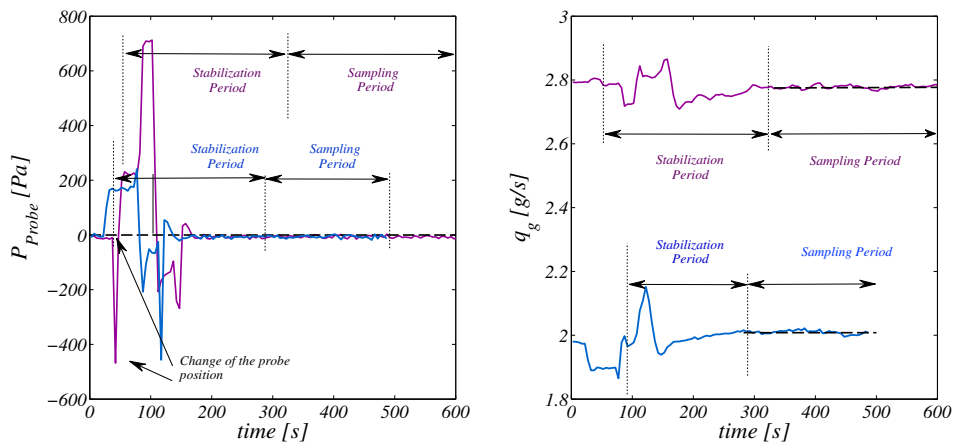 800
600
400
200
0
−200
−400
−600
P_Probe [Pa]
0
100
200
300
400
500
600
time [s]
Stabilization
Period
Sampling
Period
Stabilization
Period
Sampling
Period
Change of the probe
position
3
2.8
2.6
2.4
2.2
2
1.8
q_g [g/s]
0
100
200
300
400
500
600
time [s]
Stabilization
Period
Sampling Period
Stabilization
Period
Sampling Period